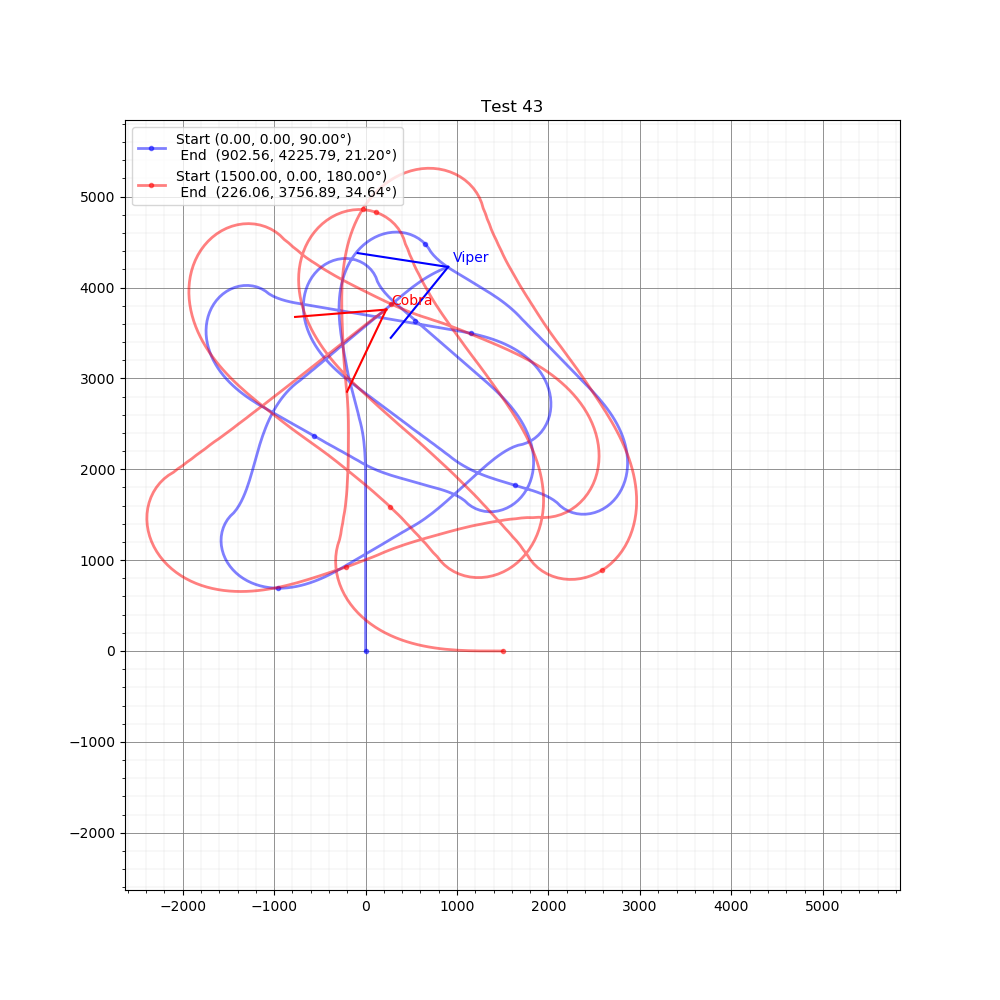 Test 43
Start (0.00, 0.00, 90.00°)
End (902.56, 4225.79, 21.20°)
Start (1500.00, 0.00, 180.00°)
End (226.06, 3756.89, 34.64°)
Viper
Cobra
5000
4000
3000
2000
1000
0
−1000
−2000
−2000 −1000 0 1000 2000 3000 4000 5000